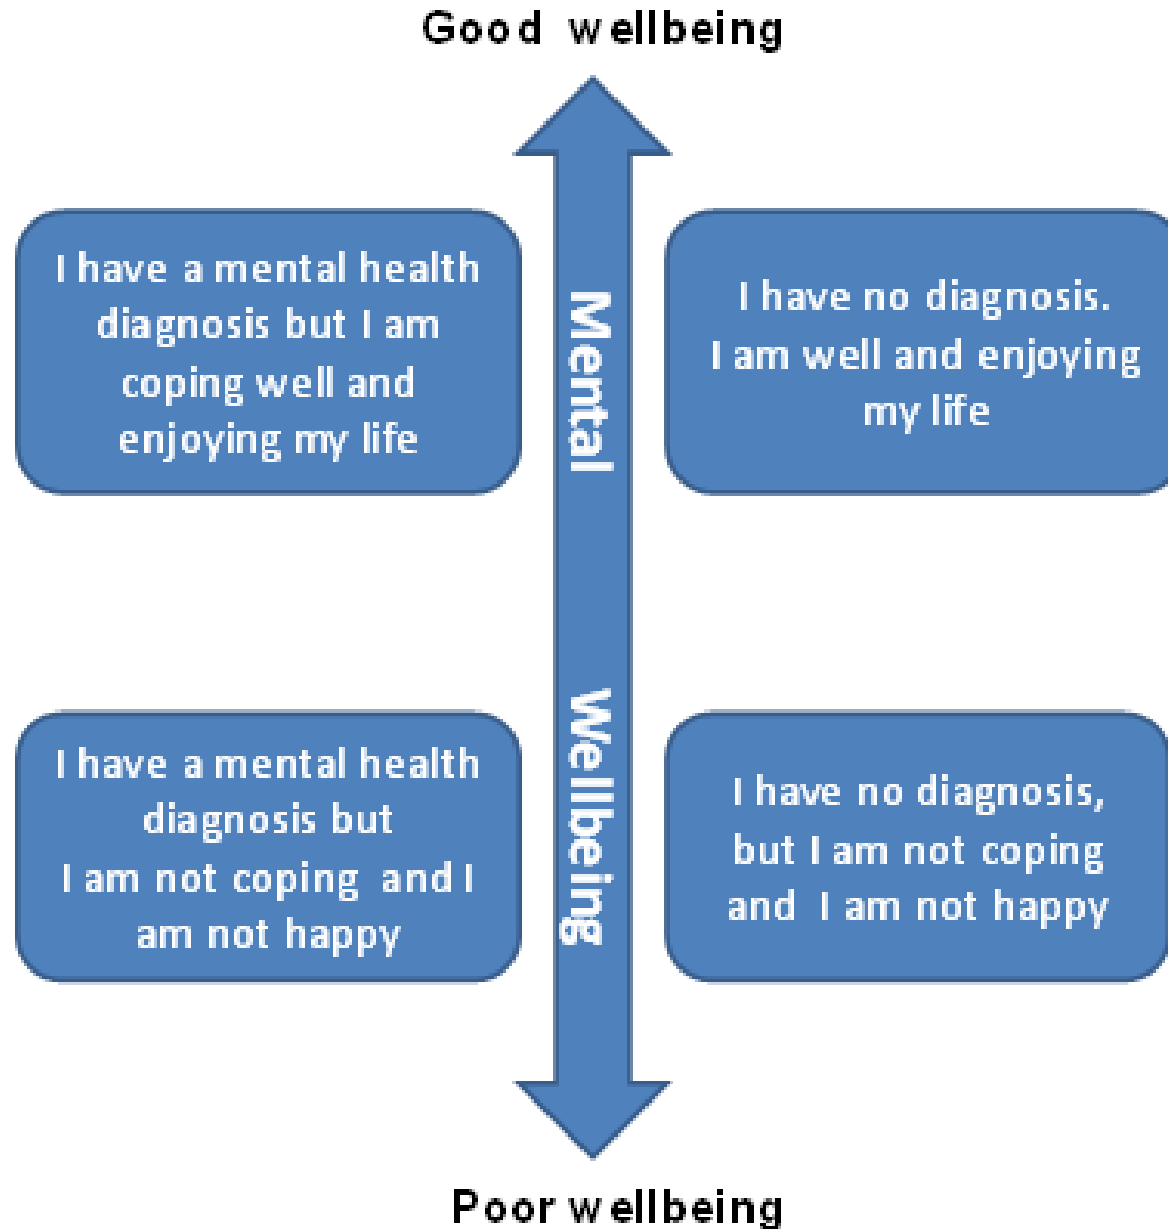 Good wellbeing
I have a mental health
diagnosis but I am
coping well and
enjoying my life
Mental Wellbeing
I have no diagnosis.
I am well and enjoying
my life
I have a mental health
diagnosis but
I am not coping and I
am not happy
I have no diagnosis,
but I am not coping
and I am not happy
Poor wellbeing